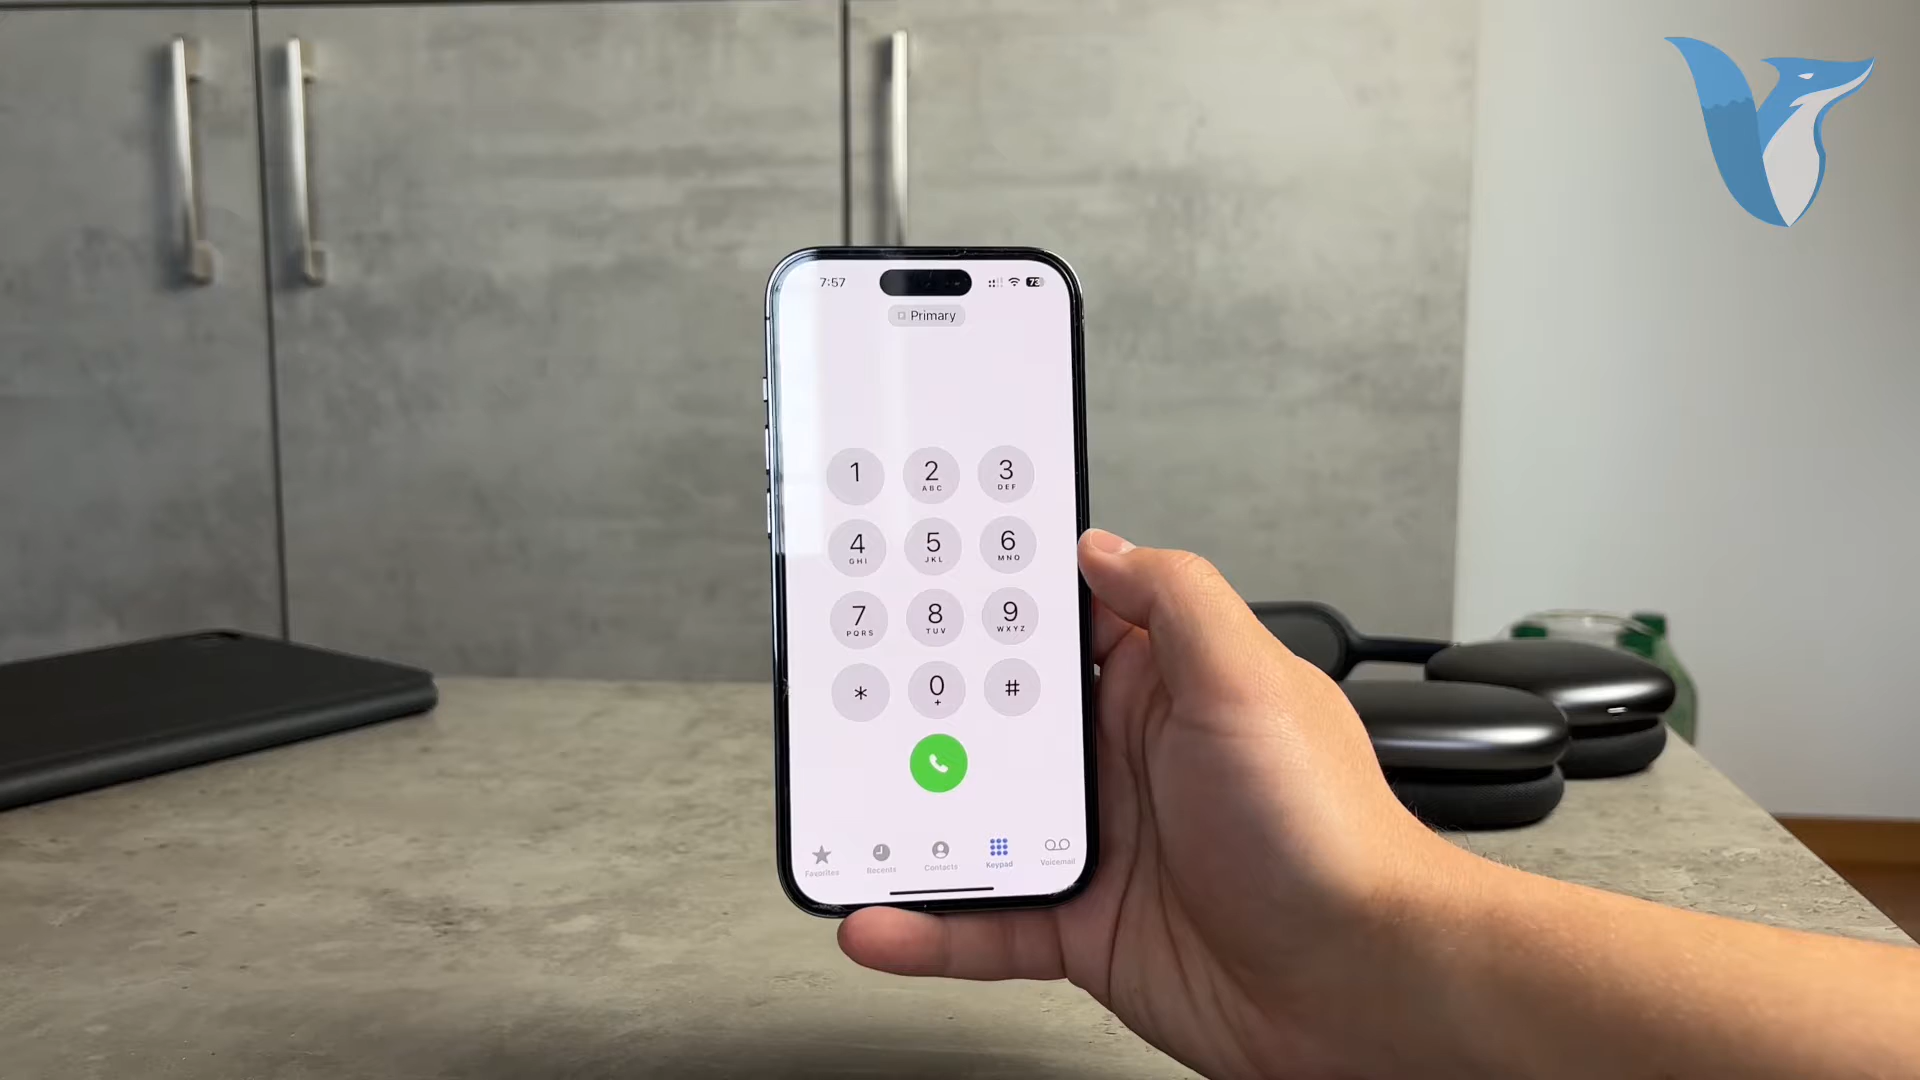 7:57
73
Primary
1
2
ABC
3
DEF
4
GHI
5
JKL
6
MNO
7
PQRS
8
TUV
9
WXYZ
*
0
+
#
Favorites
Recents
Contacts
Keypad
Voicemail